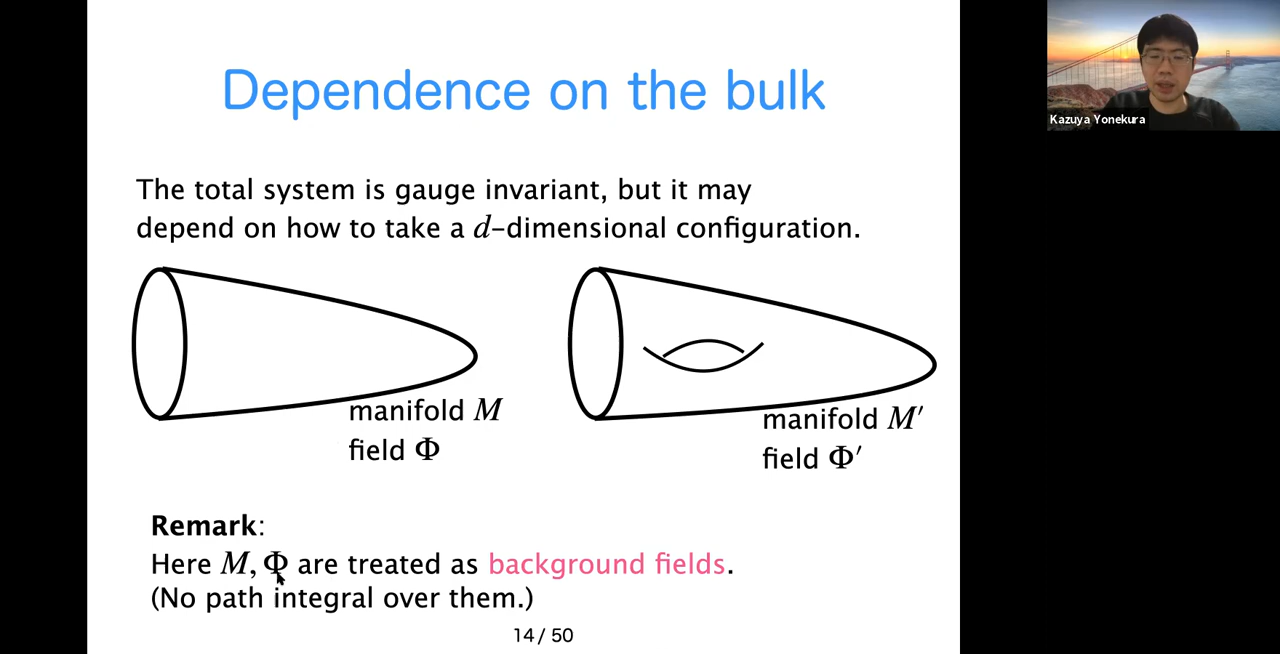 Dependence on the bulk
Kazuya Yonekura
The total system is gauge invariant, but it may
depend on how to take a d-dimensional configuration.
manifold M
field Φ
manifold M′
field Φ′
Remark:
Here M, Φ are treated as background fields.
(No path integral over them.)
14/ 50